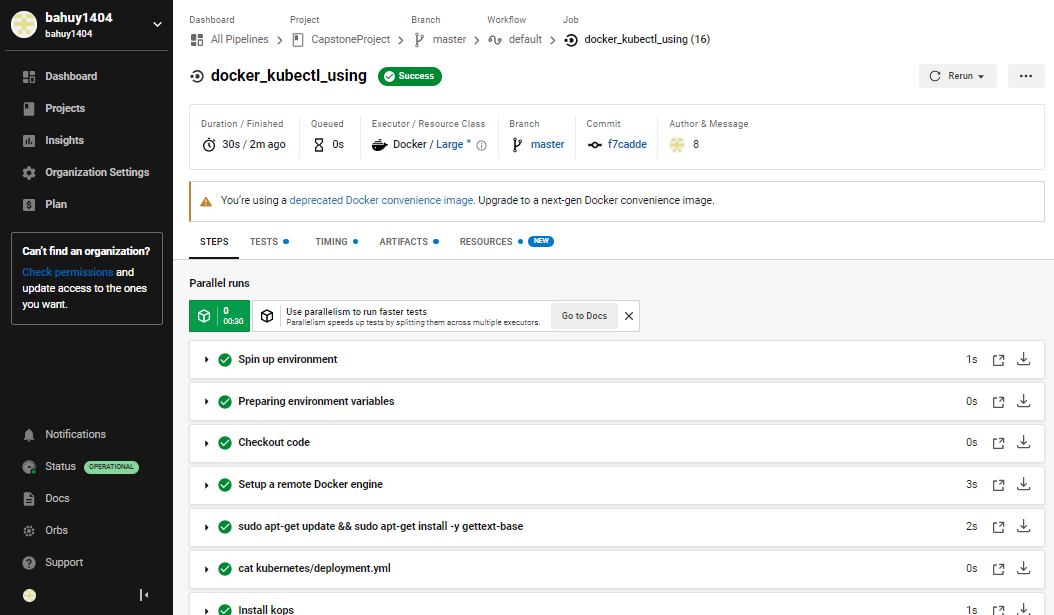 bahuy1404
bahuy1404
Dashboard
Projects
Insights
Organization Settings
Plan
Can't find an organization?
Check permissions and
update access to the ones
you want.
Notifications
Status OPERATIONAL
Docs
Orbs
Support
Dashboard Project Branch Workflow Job
All Pipelines CapstoneProject master default docker_kubectl_using (16)
docker_kubectl_using Success Rerun
Duration / Finished Queued Executor / Resource Class Branch Commit Author & Message
30s / 2m ago 0s Docker / Large * master f7cadde 8
You're using a deprecated Docker convenience image. Upgrade to a next-gen Docker convenience image.
STEPS TESTS TIMING ARTIFACTS RESOURCES NEW
Parallel runs
0
00:30
Use parallelism to run faster tests
Parallelism speeds up tests by splitting them across multiple executors.
Go to Docs
Spin up environment 1s
Preparing environment variables 0s
Checkout code 0s
Setup a remote Docker engine 3s
sudo apt-get update && sudo apt-get install -y gettext-base 2s
cat kubernetes/deployment.yml 0s
Install kops 1s